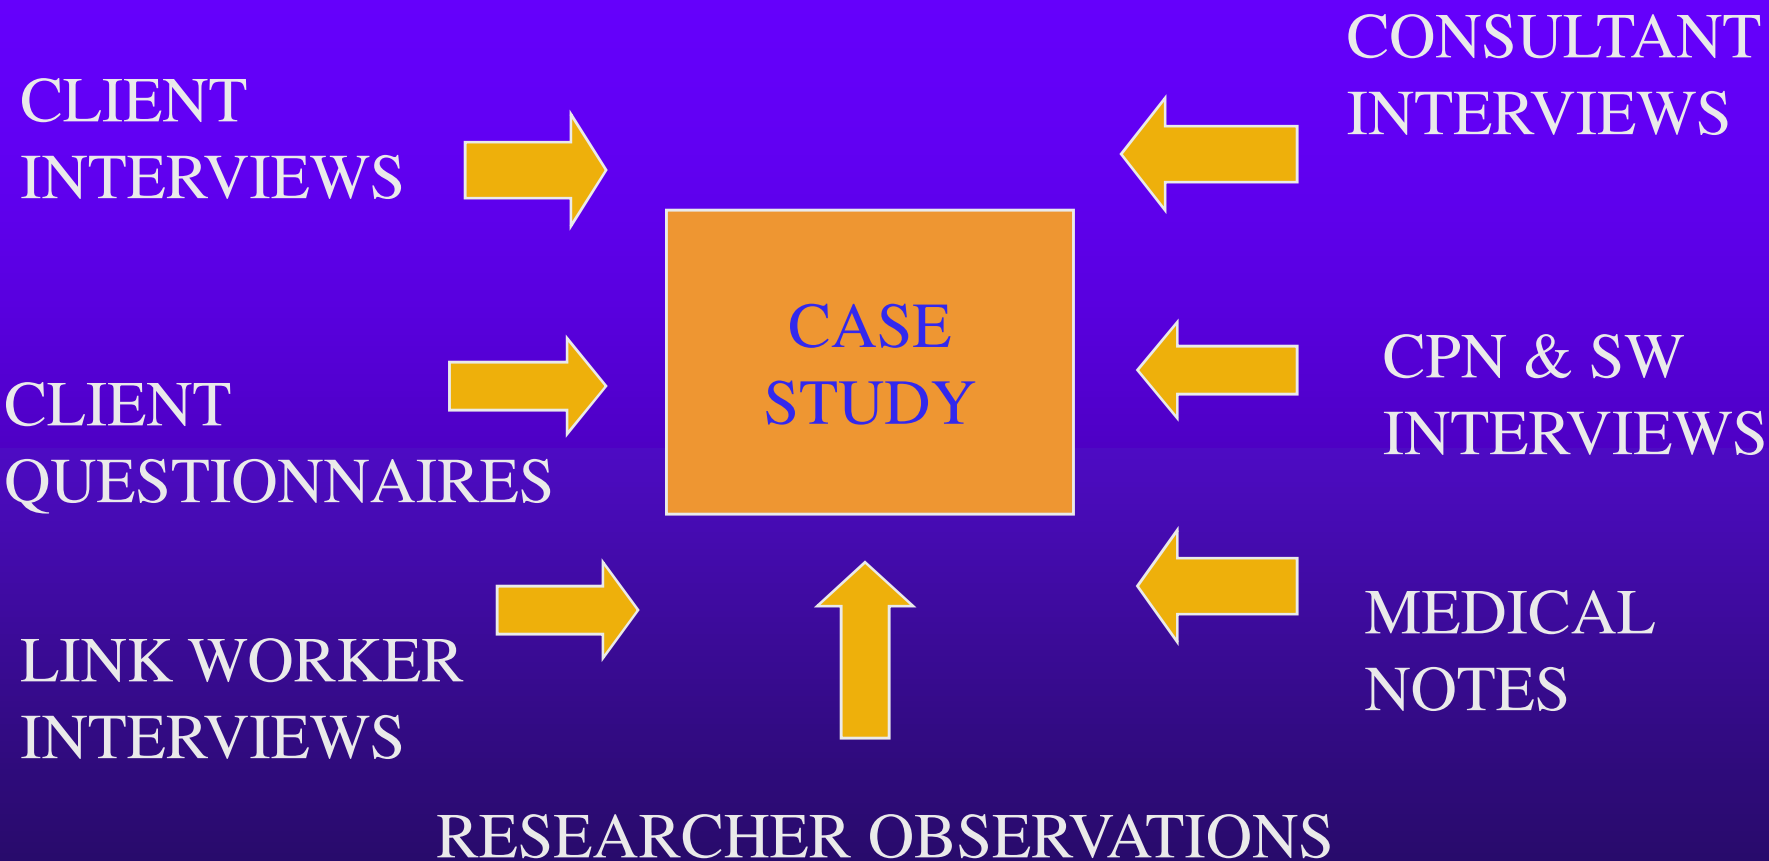 CLIENT
INTERVIEWS
CLIENT
QUESTIONNAIRES
LINK WORKER
INTERVIEWS
CASE
STUDY
CONSULTANT
INTERVIEWS
CPN & SW
INTERVIEWS
MEDICAL
NOTES
RESEARCHER OBSERVATIONS